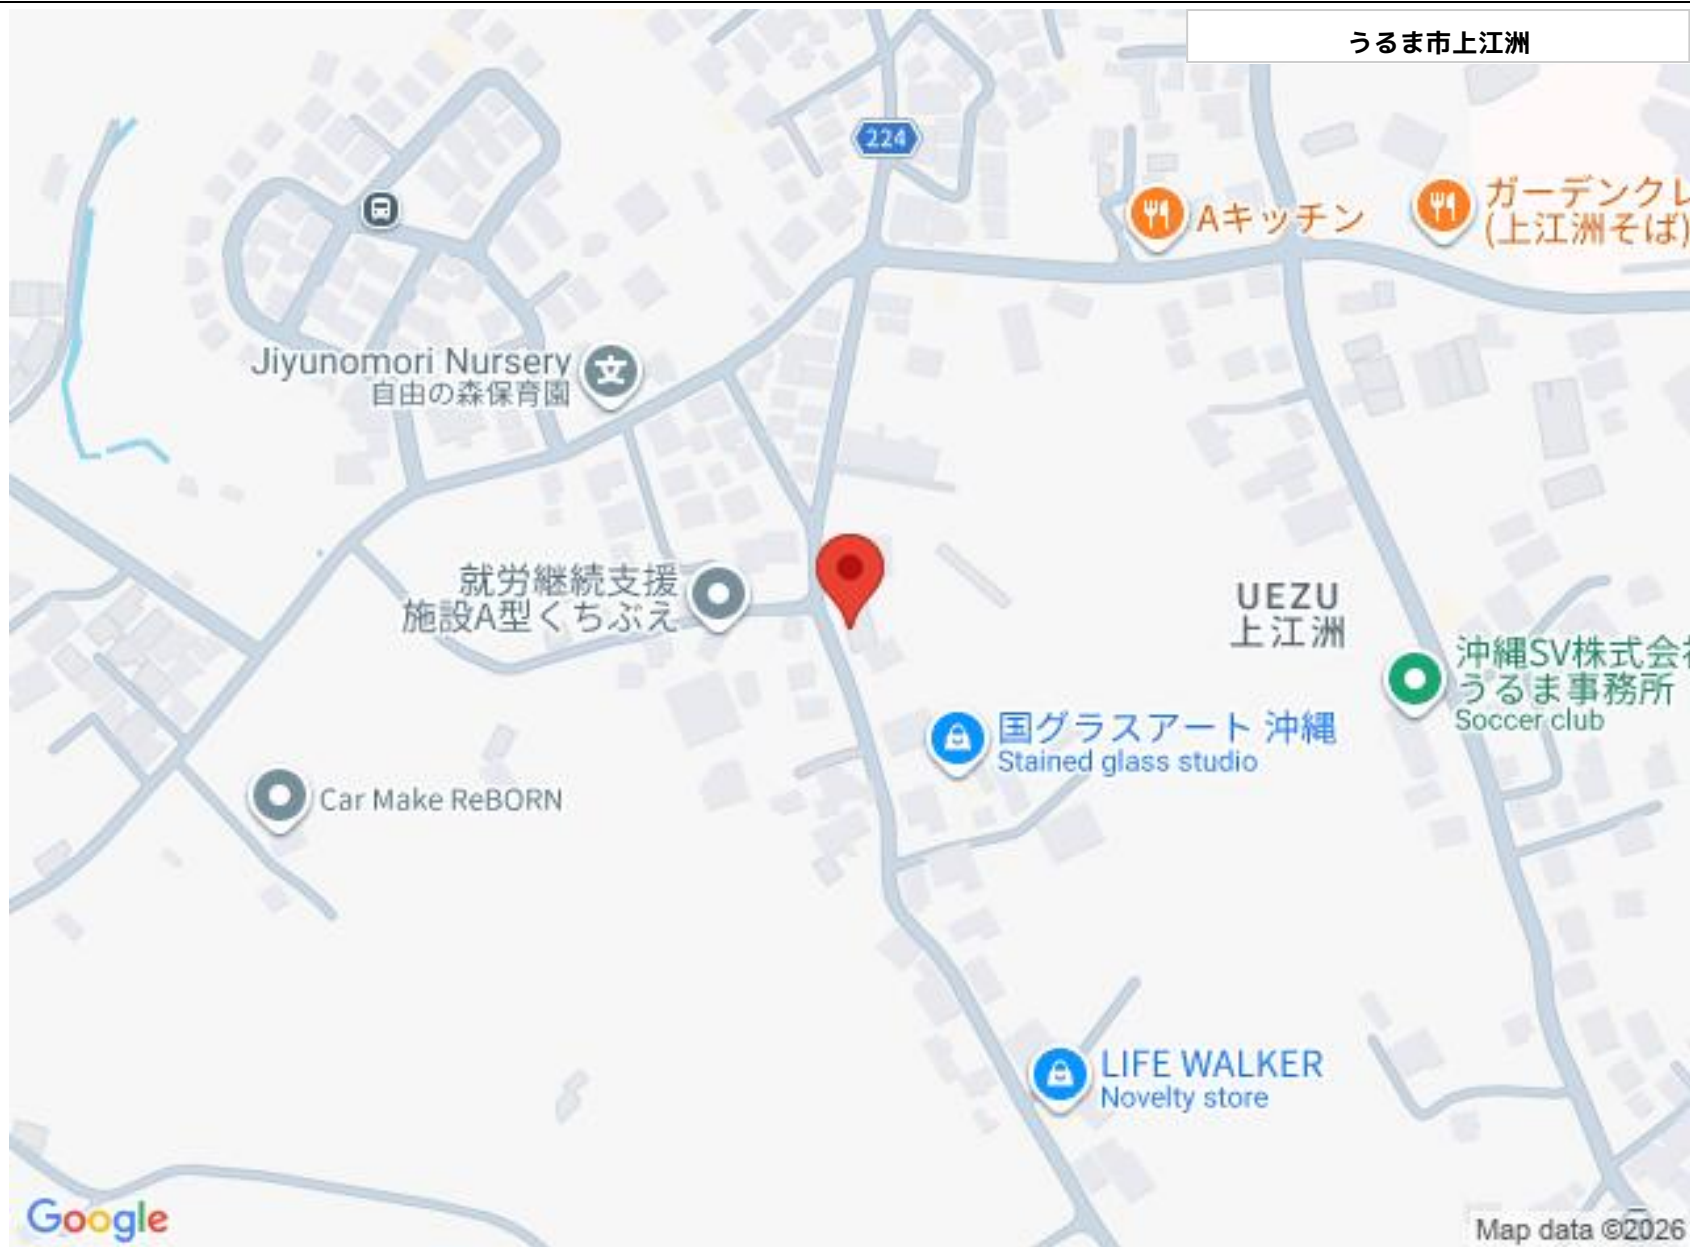 うるま市上江洲
224
Aキッチン
ガーデンクレ
(上江洲そば)
Jiyunomori Nursery
自由の森保育園
就労継続支援
施設A型くちぶえ
UEZU
上江洲
沖縄SV株式会社
うるま事務所
Soccer club
国グラスアート 沖縄
Stained glass studio
Car Make ReBORN
LIFE WALKER
Novelty store
Google
Map data ©2026